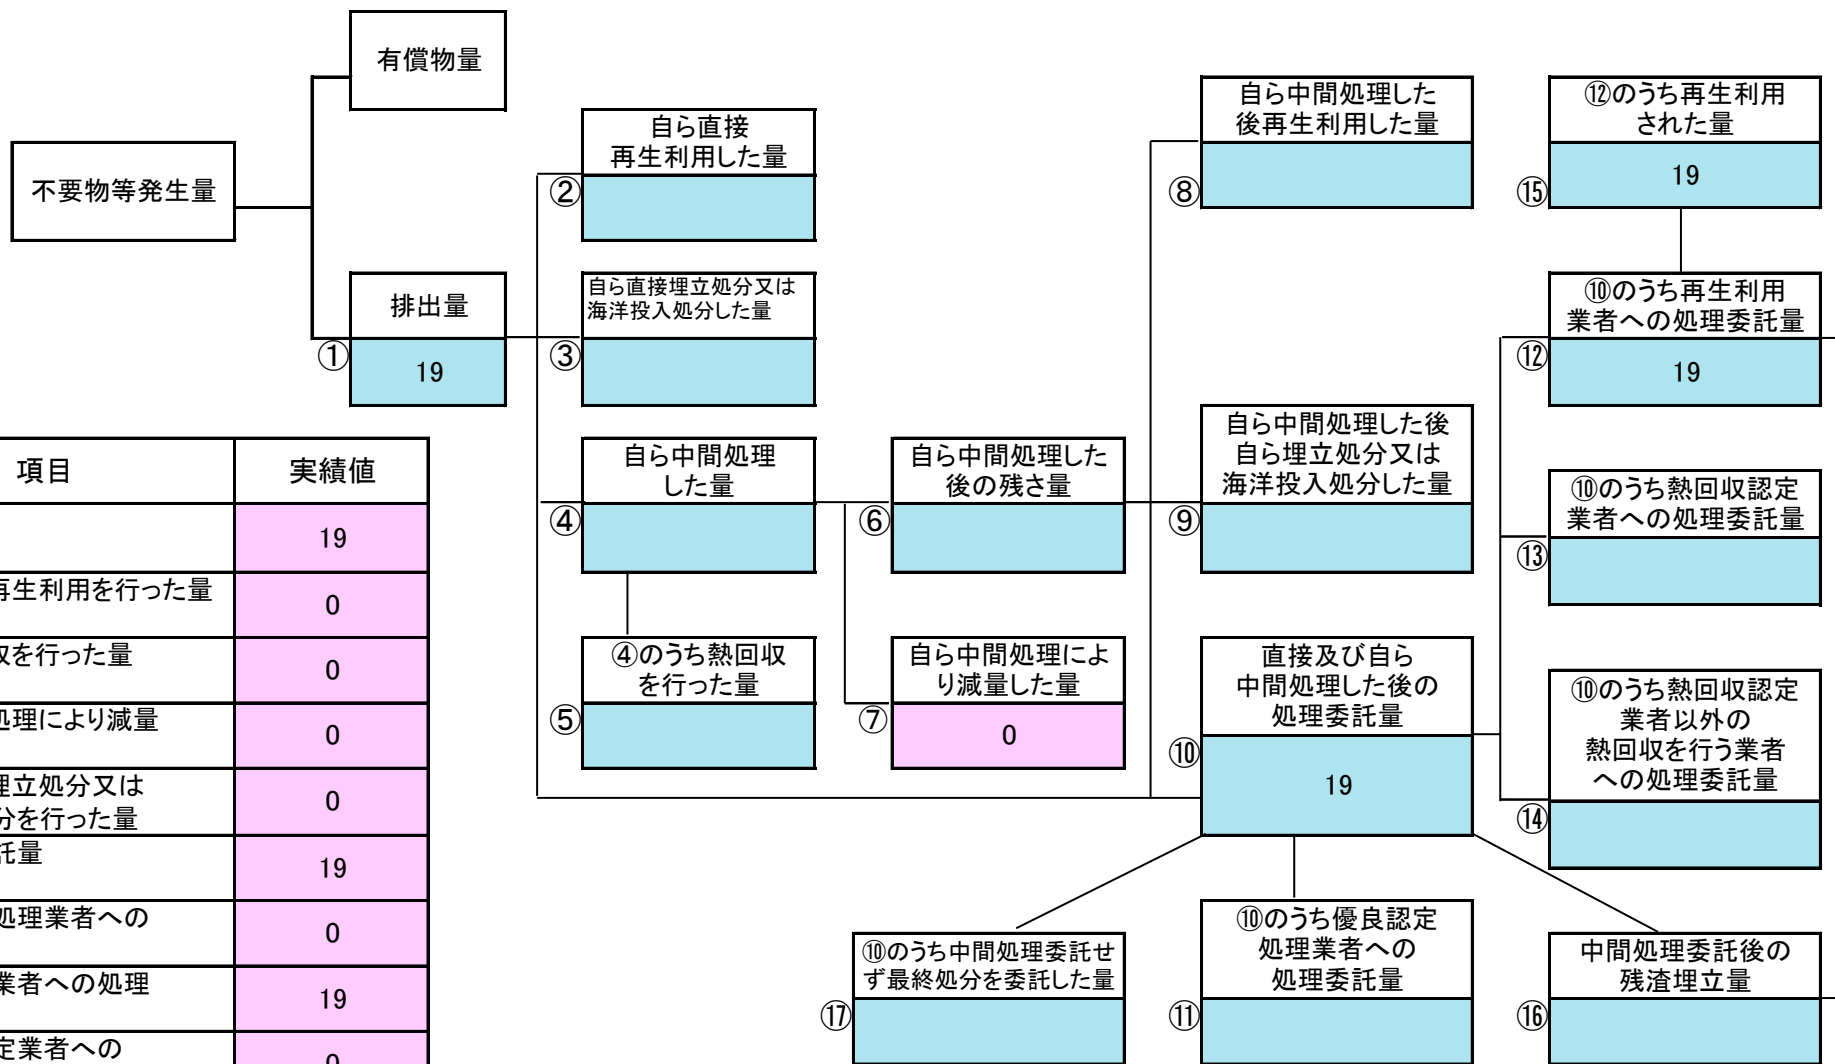 有償物量
不要物等発生量
排出量
①
19
自ら直接
再生利用した量
②
自ら直接埋立処分又は
海洋投入処分した量
③
自ら中間処理
した量
④
④のうち熱回収
を行った量
⑤
自ら中間処理した
後の残さ量
⑥
自ら中間処理によ
り減量した量
⑦
0
自ら中間処理した
後再生利用した量
⑧
自ら中間処理した後
自ら埋立処分又は
海洋投入処分した量
⑨
直接及び自ら
中間処理した後の
処理委託量
⑩
19
⑩のうち優良認定
処理業者への
処理委託量
⑪
⑫のうち再生利用
された量
⑮
19
⑩のうち再生利用
業者への処理委託量
⑫
19
⑩のうち熱回収認定
業者への処理委託量
⑬
⑩のうち熱回収認定
業者以外の
熱回収を行う業者
への処理委託量
⑭
⑩のうち中間処理委託せ
ず最終処分を委託した量
⑰
中間処理委託後の
残渣埋立量
⑯
項目 実績値
19
再生利用を行った量
0
を行った量
0
処理により減量
0
埋立処分又は
分を行った量
0
託量
19
処理業者への
0
業者への処理
19
定業者への
0